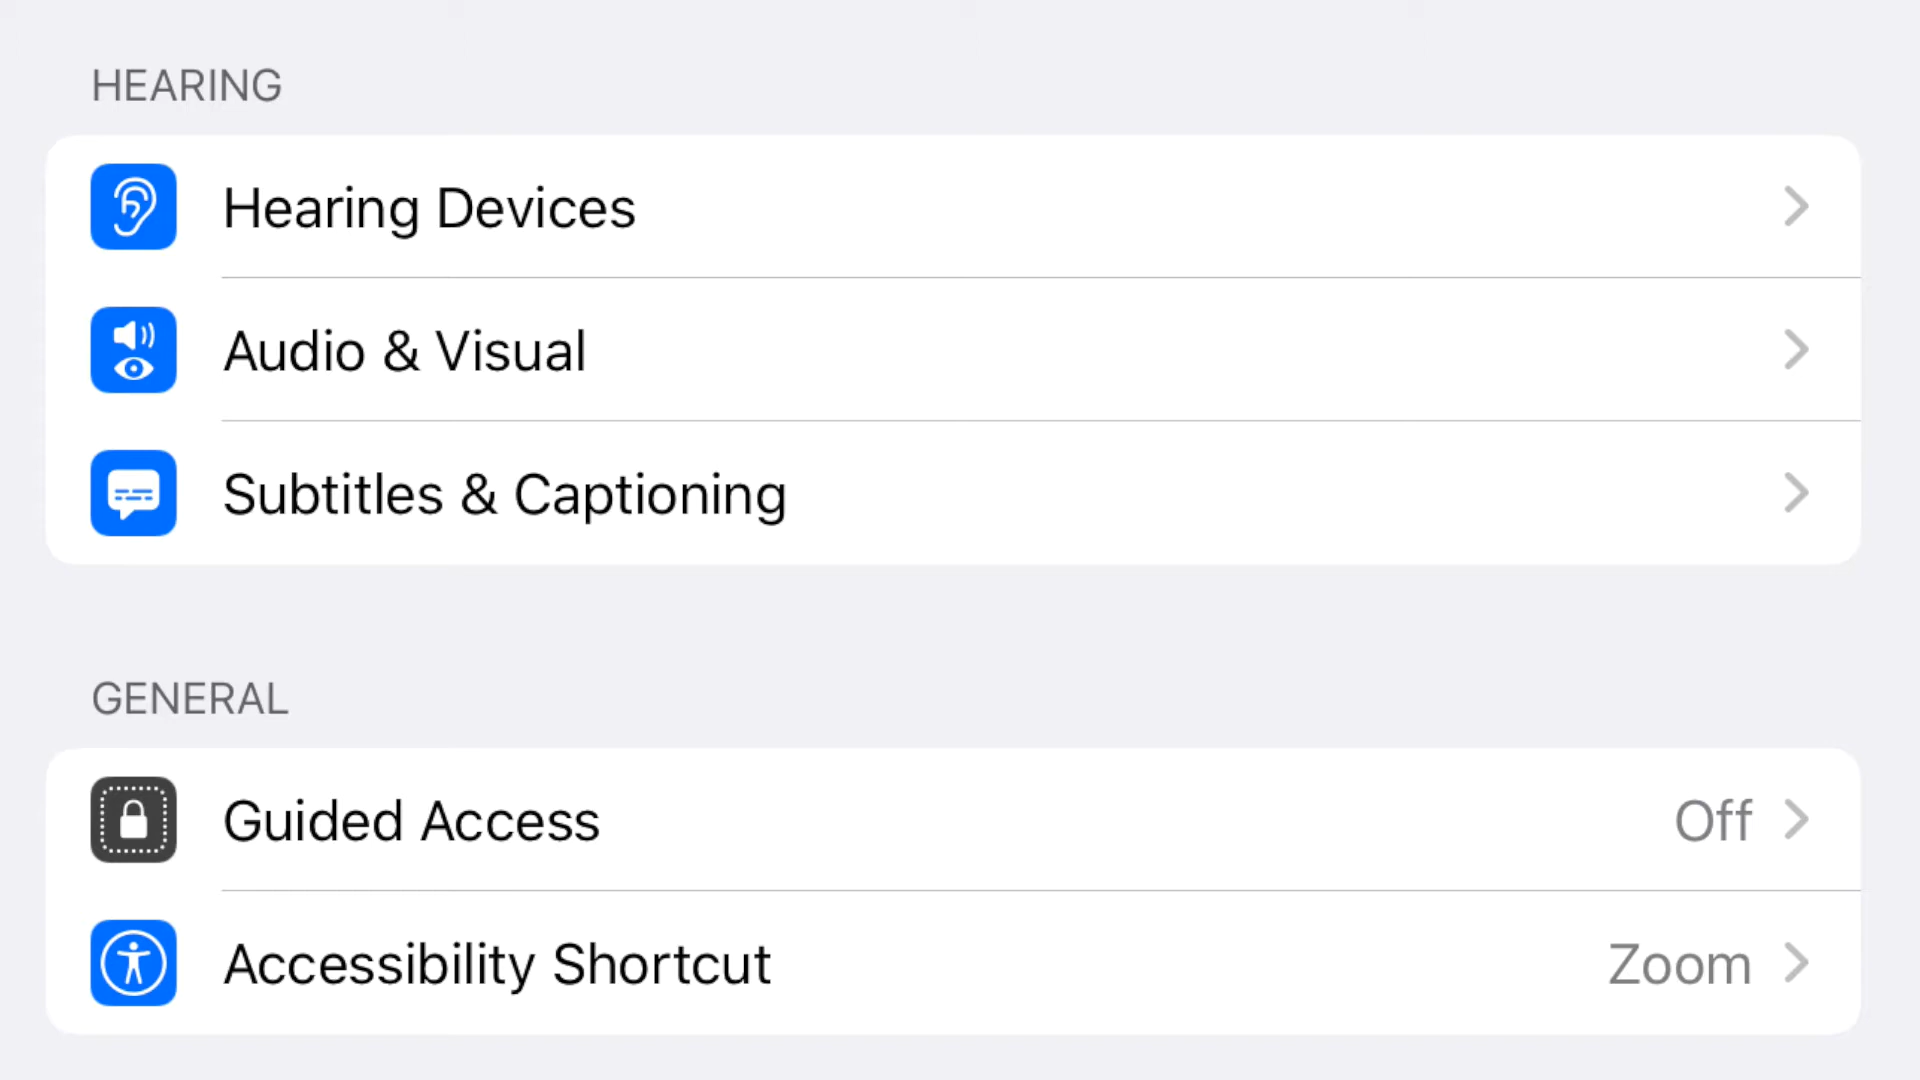 HEARING
Hearing Devices
Audio & Visual
Subtitles & Captioning
GENERAL
Guided Access Off
Accessibility Shortcut Zoom